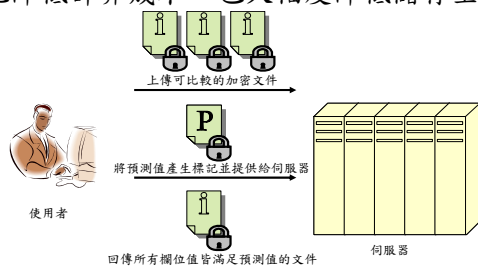 上傳可比較的加密文件
P
將預測值產生標記並提供給伺服器
使用者
伺服器
回傳所有欄位值皆滿足預測值的文件